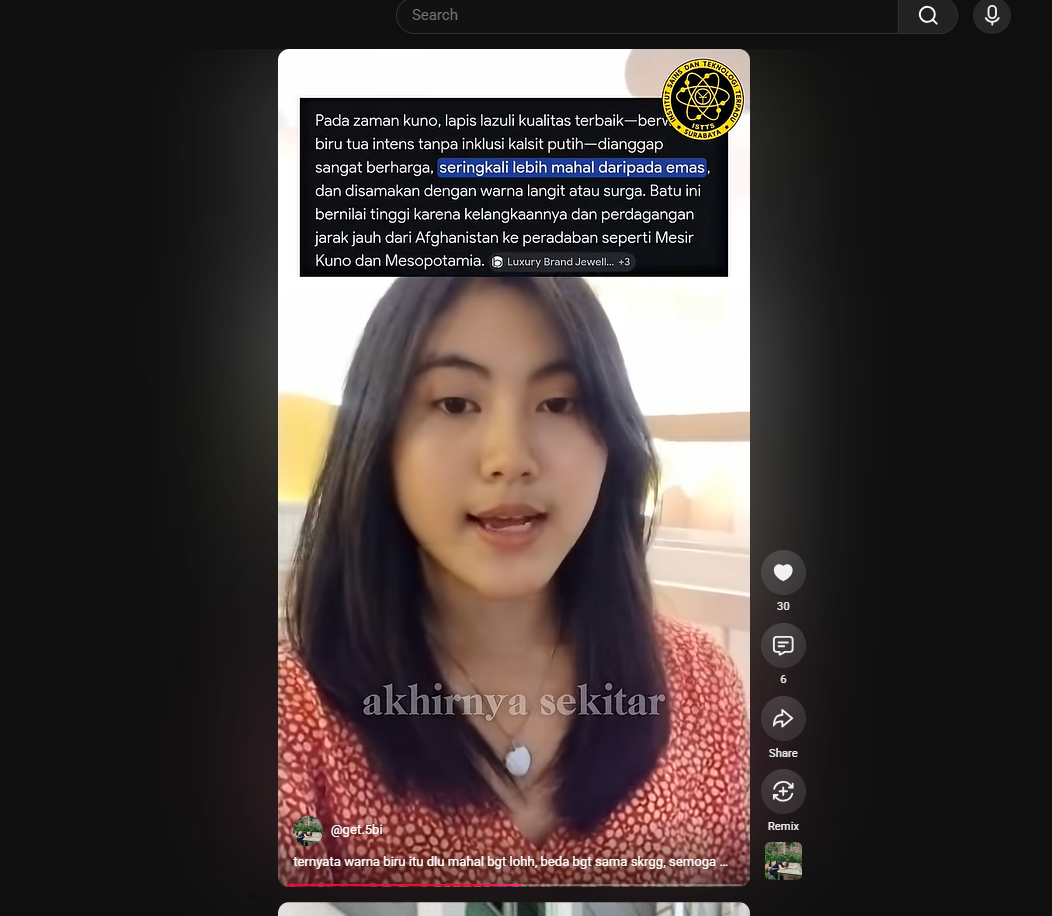 Search
INSTITUT SAINS DAN TEKNOLOGI TERPADU
ISTTS
SURABAYA
Pada zaman kuno, lapis lazuli kualitas terbaik—berw
biru tua intens tanpa inklusi kalsit putih—dianggap
sangat berharga, seringkali lebih mahal daripada emas,
dan disamakan dengan warna langit atau surga. Batu ini
bernilai tinggi karena kelangkaannya dan perdagangan
jarak jauh dari Afghanistan ke peradaban seperti Mesir
Kuno dan Mesopotamia. Luxury Brand Jewell... +3
30
6
akhirnya sekitar
Share
Remix
@get.5bi
ternyata warna biru itu dlu mahal bgt lohh, beda bgt sama skrgg, semoga ...